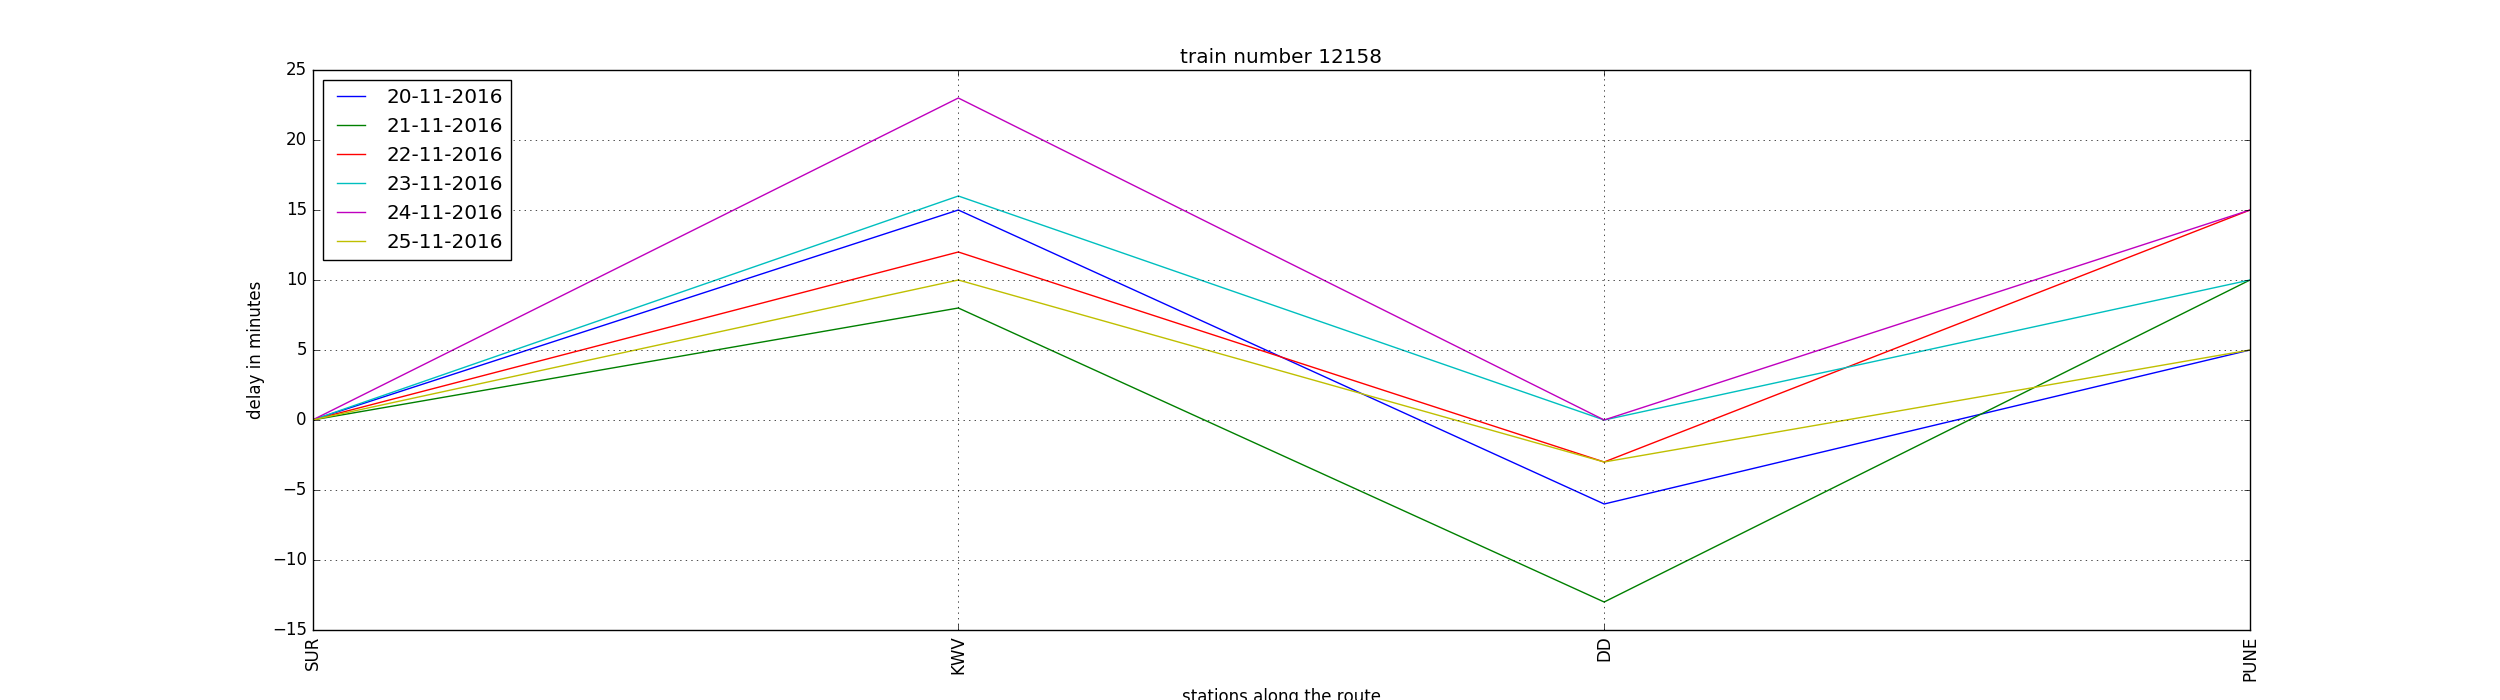 train number 12158
25
20
15
10
5
0
−5
−10
−15
delay in minutes
20-11-2016
21-11-2016
22-11-2016
23-11-2016
24-11-2016
25-11-2016
SUR
KWV
DD
PUNE
stations along the route